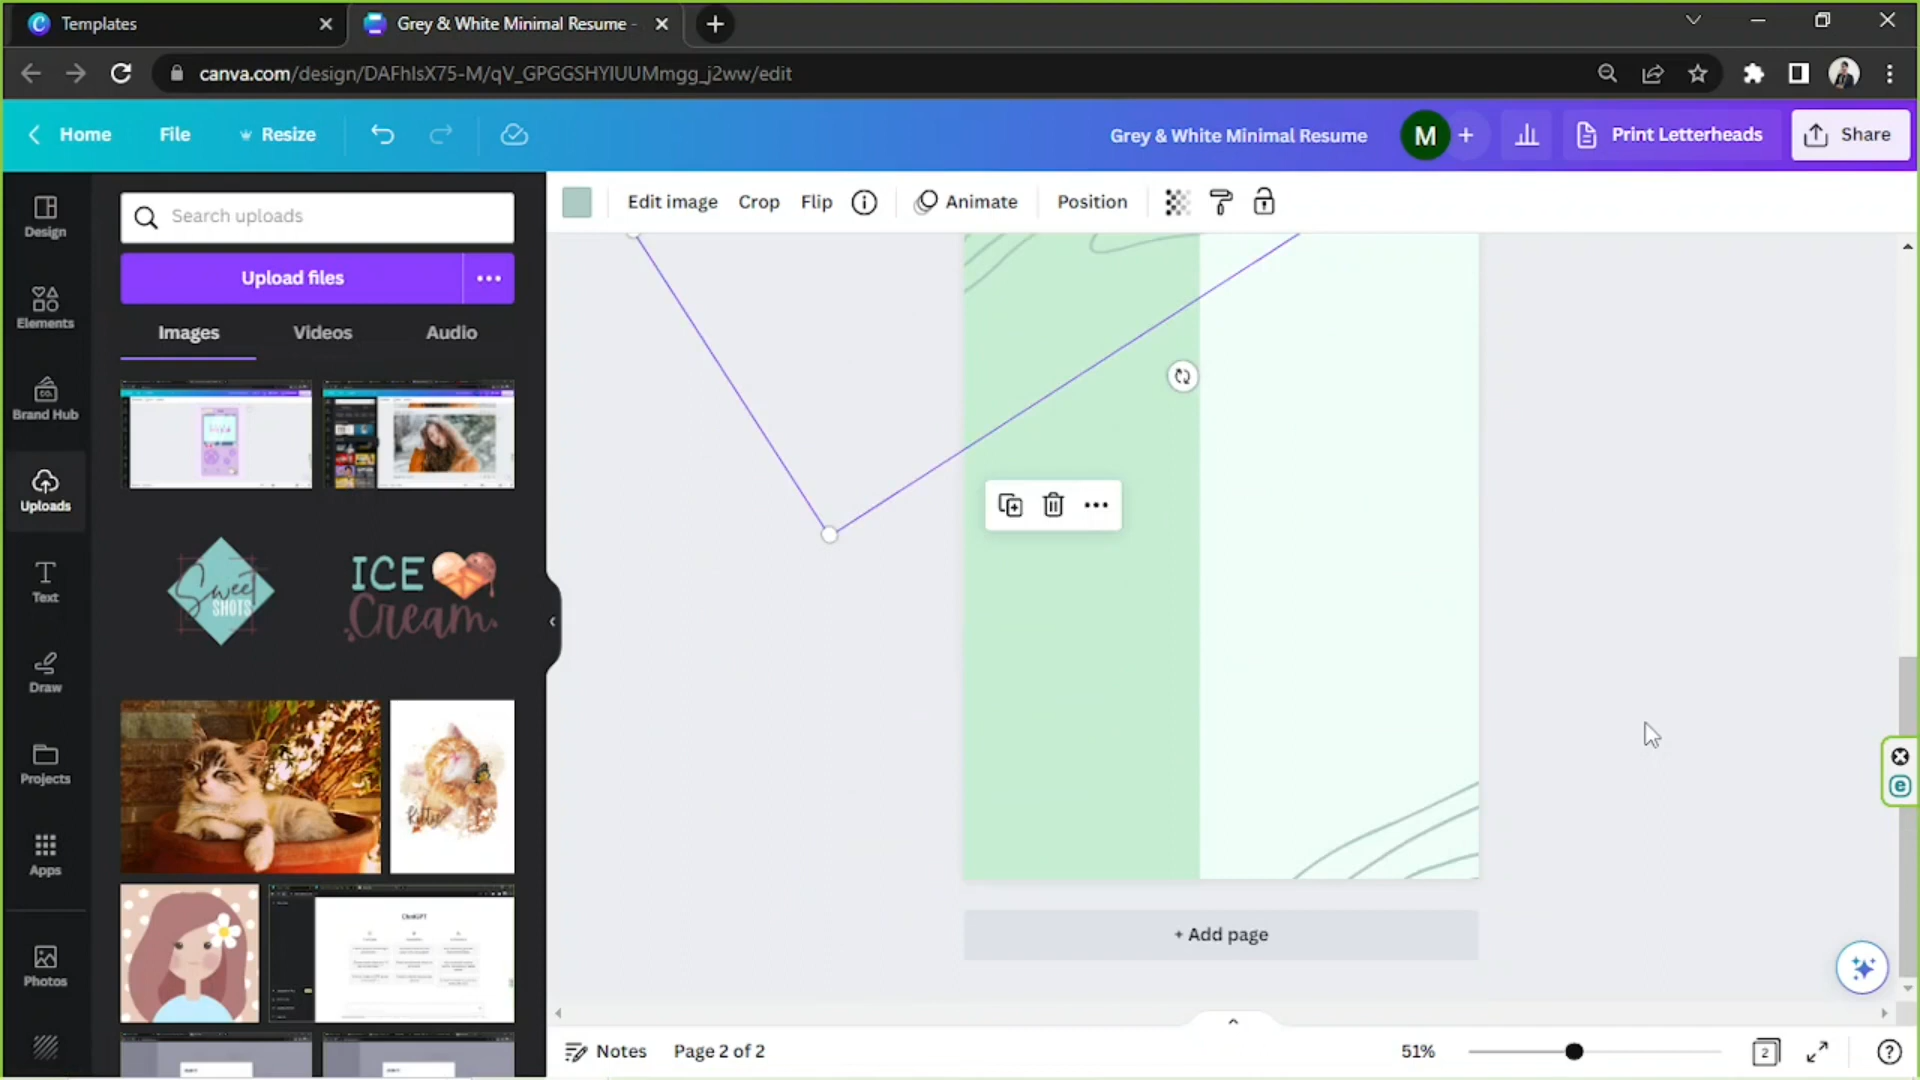 Templates
Grey & White Minimal Resume -
canva.com/design/DAFhlsX75-M/qV_GPGGSHYIUUMmgg_j2ww/edit
Home
File
Resize
Grey & White Minimal Resume
M
Print Letterheads
Share
Design
Elements
Brand Hub
Uploads
Text
Draw
Projects
Apps
Photos
Search uploads
Upload files
Images
Videos
Audio
Sweet
SHOTS
ICE
Cream
Kitty
ChatGPT
Edit image
Crop
Flip
Animate
Position
+ Add page
Notes
Page 2 of 2
51%
2